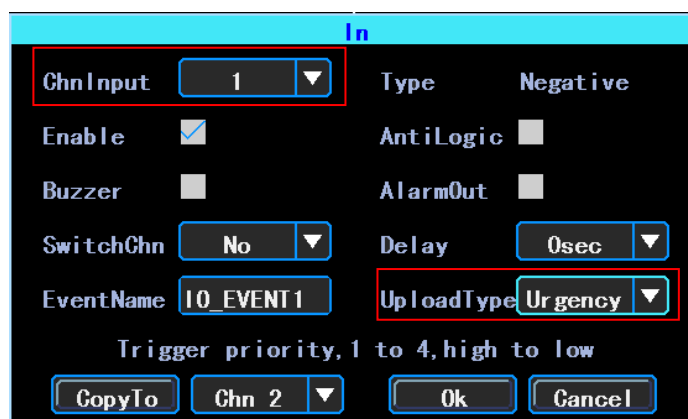 In
ChnInput 1 Type Negative
Enable AntiLogic
Buzzer AlarmOut
SwitchChn No Delay 0sec
EventName IO_EVENT1 UploadType Urgency
Trigger priority,1 to 4,high to low
CopyTo Chn 2 Ok Cancel